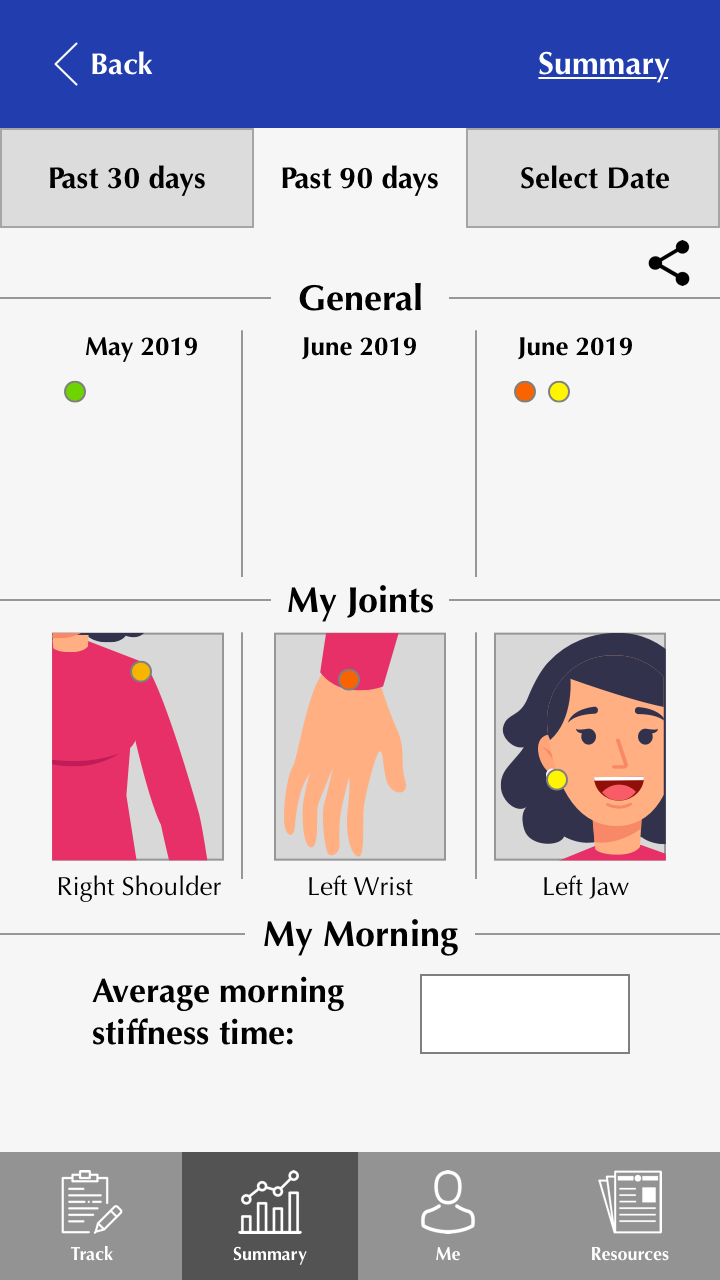 Back
Summary
Past 30 days
Past 90 days
Select Date
General
May 2019
June 2019
June 2019
My Joints
Right Shoulder
Left Wrist
Left Jaw
My Morning
Average morning
stiffness time:
Track
Summary
Me
Resources